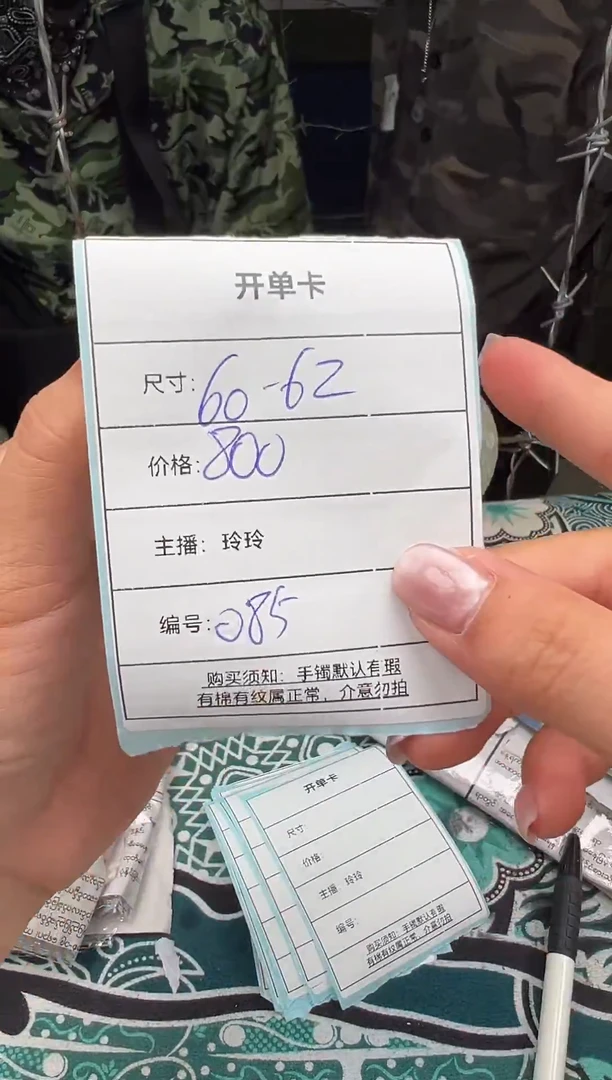 开单卡
尺寸: 60-62
价格: 800
主播: 玲玲
编号: 085
购买须知: 手镯默认有瑕
有棉有纹属正常, 介意勿拍
开单卡
尺寸:
价格:
主播: 玲玲
编号:
购买须知: 手镯默认有瑕
有棉有纹属正常, 介意勿拍